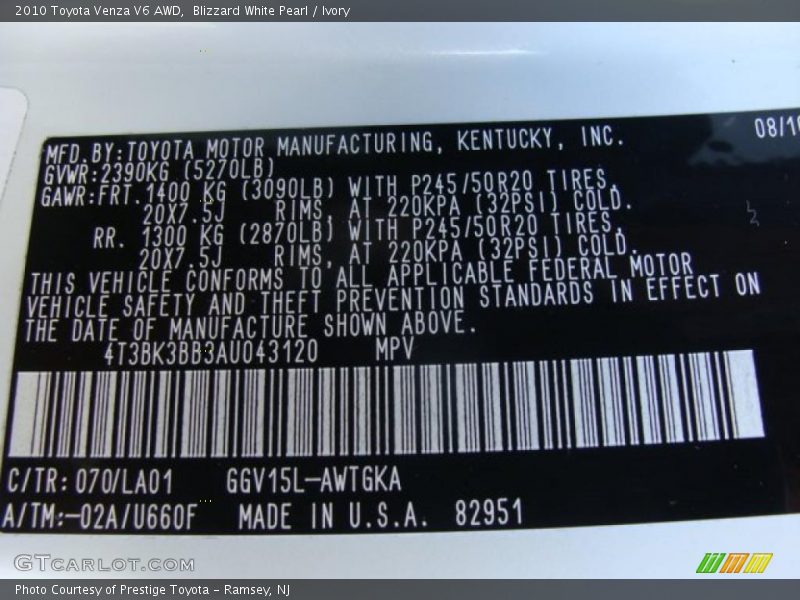 2010 Toyota Venza V6 AWD,  Blizzard White Pearl / Ivory
MFD.BY:TOYOTA MOTOR MANUFACTURING, KENTUCKY, INC. 08/10
GVWR:2390KG (5270LB)
GAWR:FRT.1400 KG (3090LB) WITH P245/50R20 TIRES,
20X7.5J RIMS, AT 220KPA (32PSI) COLD.
RR. 1300 KG (2870LB) WITH P245/50R20 TIRES,
20X7.5J RIMS, AT 220KPA (32PSI) COLD.
THIS VEHICLE CONFORMS TO ALL APPLICABLE FEDERAL MOTOR
VEHICLE SAFETY AND THEFT PREVENTION STANDARDS IN EFFECT ON
THE DATE OF MANUFACTURE SHOWN ABOVE.
4T3BK3BB3AU043120 MPV
C/TR: 070/LA01 GGV15L-AWTGKA
A/TM:-02A/U660F MADE IN U.S.A. 82951
GTCARLOT.COM
Photo Courtesy of Prestige Toyota - Ramsey, NJ